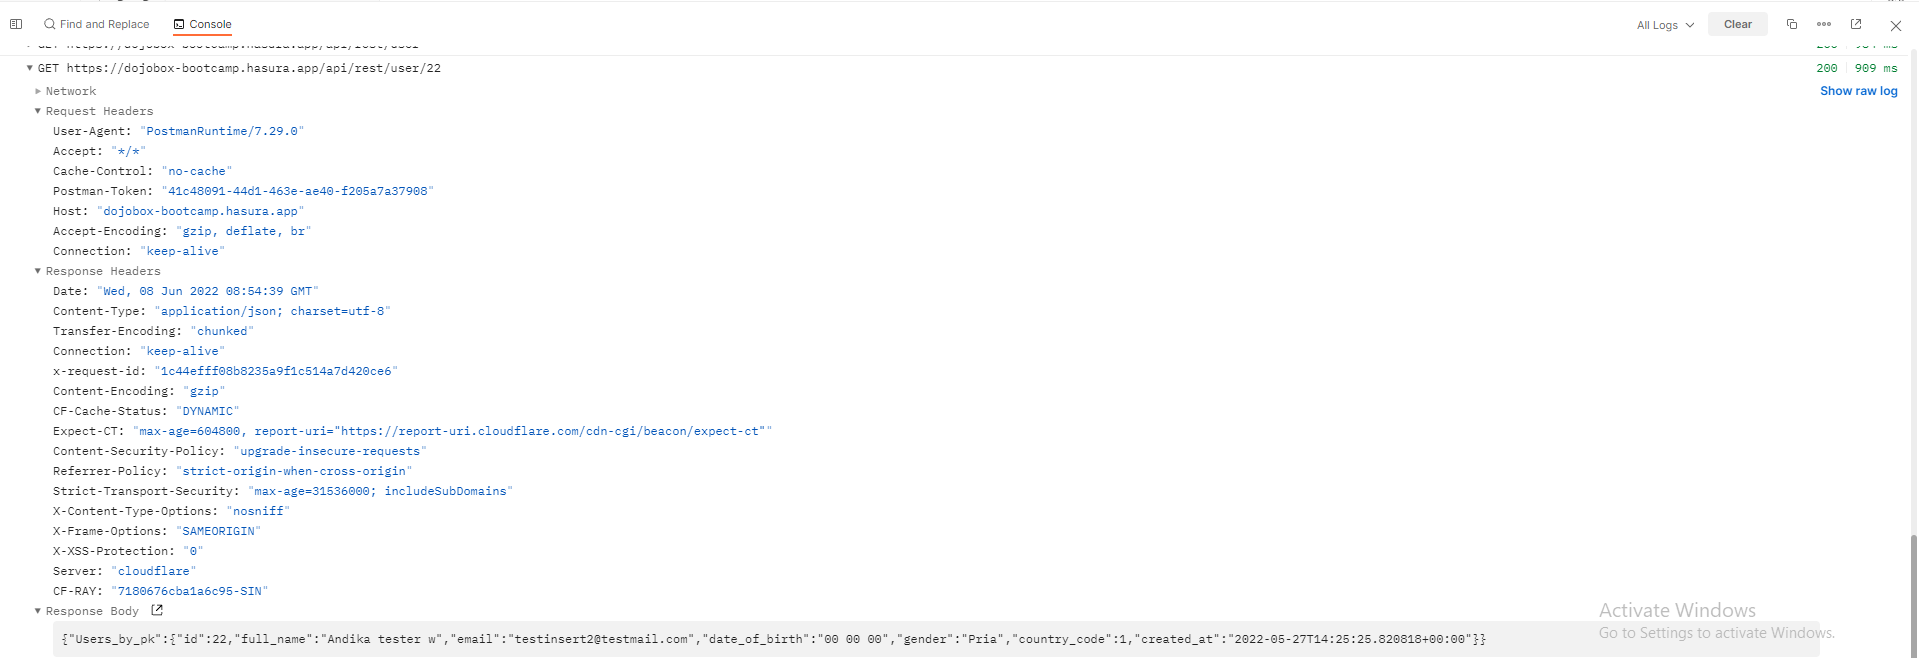 Find and Replace Console All Logs Clear
GET https://dojobox-bootcamp.hasura.app/api/rest/user
GET https://dojobox-bootcamp.hasura.app/api/rest/user/22 200 909 ms
Network Show raw log
Request Headers
User-Agent: "PostmanRuntime/7.29.0"
Accept: "*/*"
Cache-Control: "no-cache"
Postman-Token: "41c48091-44d1-463e-ae40-f205a7a37908"
Host: "dojobox-bootcamp.hasura.app"
Accept-Encoding: "gzip, deflate, br"
Connection: "keep-alive"
Response Headers
Date: "Wed, 08 Jun 2022 08:54:39 GMT"
Content-Type: "application/json; charset=utf-8"
Transfer-Encoding: "chunked"
Connection: "keep-alive"
x-request-id: "1c44efff08b8235a9f1c514a7d420ce6"
Content-Encoding: "gzip"
CF-Cache-Status: "DYNAMIC"
Expect-CT: "max-age=604800, report-uri="https://report-uri.cloudflare.com/cdn-cgi/beacon/expect-ct""
Content-Security-Policy: "upgrade-insecure-requests"
Referrer-Policy: "strict-origin-when-cross-origin"
Strict-Transport-Security: "max-age=31536000; includeSubDomains"
X-Content-Type-Options: "nosniff"
X-Frame-Options: "SAMEORIGIN"
X-XSS-Protection: "0"
Server: "cloudflare"
CF-RAY: "7180676cba1a6c95-SIN"
Response Body
{"Users_by_pk":{"id":22,"full_name":"Andika tester w","email":"testinsert2@testmail.com","date_of_birth":"00 00 00","gender":"Pria","country_code":1,"created_at":"2022-05-27T14:25:25.820818+00:00"}}
Activate Windows
Go to Settings to activate Windows.